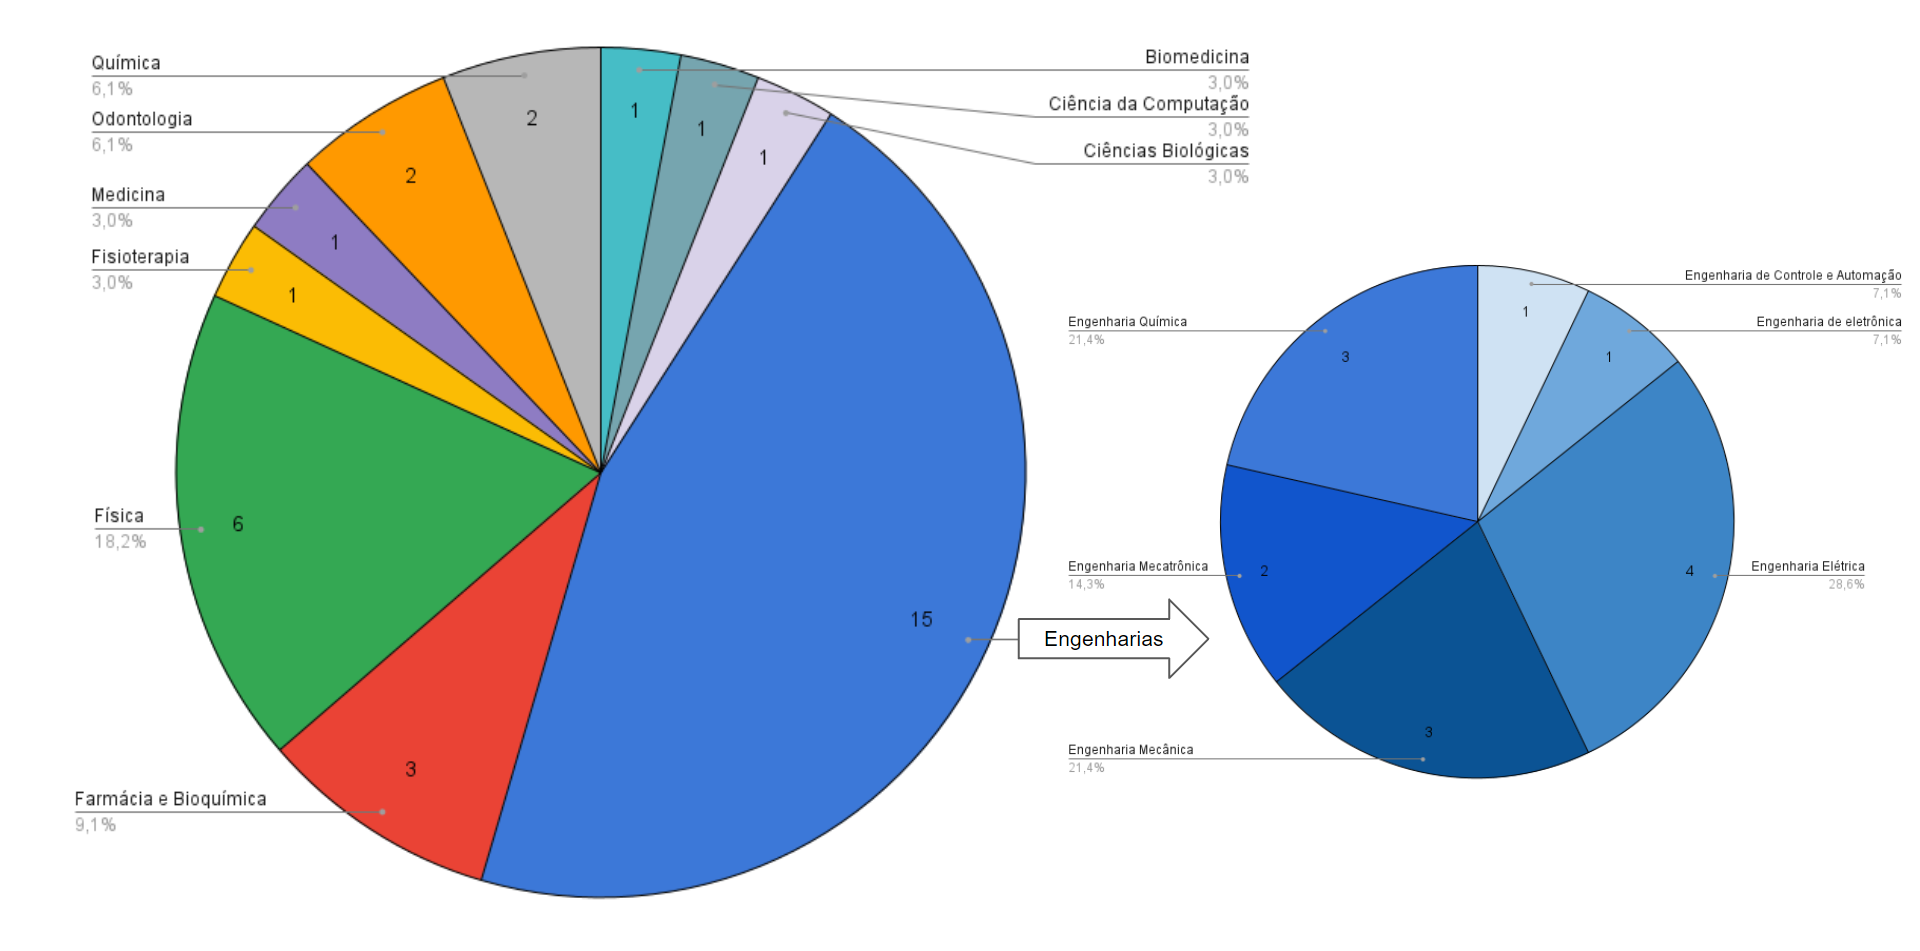 Química
6,1%
Odontologia
6,1%
Medicina
3,0%
Fisioterapia
3,0%
Física
18,2%
Farmácia e Bioquímica
9,1%
2
2
1
1
6
3
1
1
1
15
Biomedicina
3,0%
Ciência da Computação
3,0%
Ciências Biológicas
3,0%
Engenharias
Engenharia Química
21,4%
Engenharia Mecatrônica
14,3%
Engenharia Mecânica
21,4%
3
2
3
1
1
4
Engenharia de Controle e Automação
7,1%
Engenharia de eletrônica
7,1%
Engenharia Elétrica
28,6%